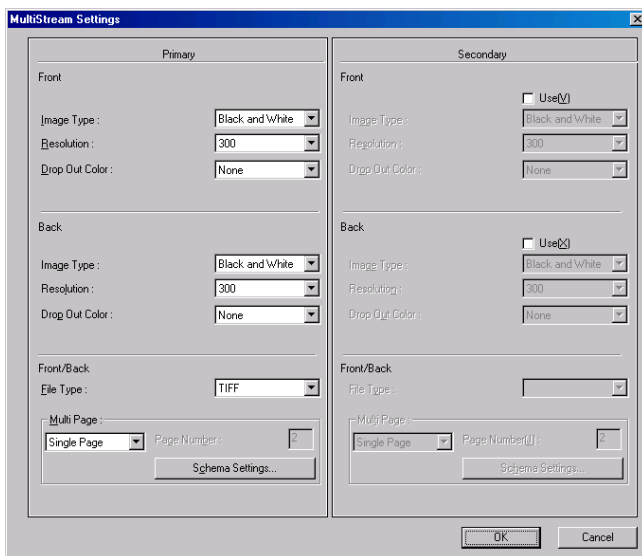 MultiStream Settings
Primary
Front
Image Type : Black and White
Resolution : 300
Drop Out Color : None
Back
Image Type : Black and White
Resolution : 300
Drop Out Color : None
Front/Back
File Type : TIFF
Multi Page :
Single Page Page Number : 2
Schema Settings...
Secondary
Front
Use(V)
Image Type : Black and White
Resolution : 300
Drop Out Color : None
Back
Use(X)
Image Type : Black and White
Resolution : 300
Drop Out Color : None
Front/Back
File Type :
Multi Page :
Single Page Page Number(J) : 2
Schema Settings...
OK Cancel